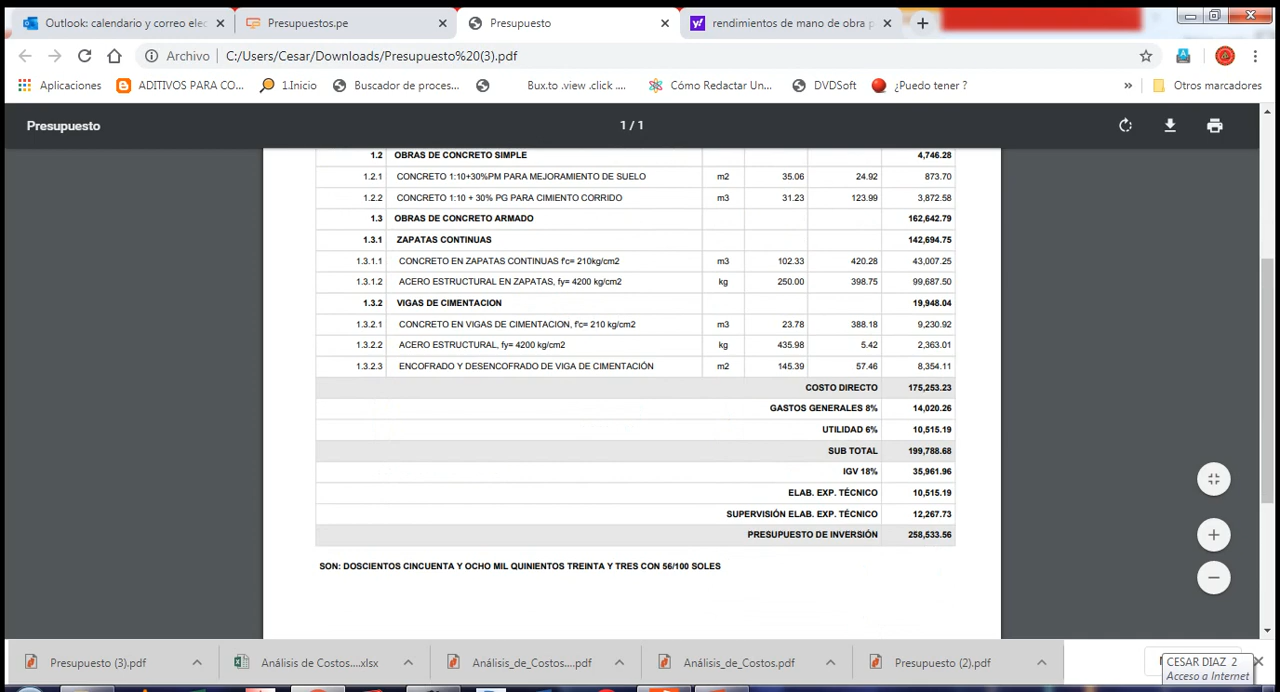 Outlook: calendario y correo elec
Presupuestos.pe
Presupuesto
rendimientos de mano de obra p
Archivo C:/Users/Cesar/Downloads/Presupuesto%20(3).pdf
Aplicaciones ADITIVOS PARA CO... 1.Inicio Buscador de proces... Bux.to .view .click .... Cómo Redactar Un... DVDSoft ¿Puedo tener ? » Otros marcadores
Presupuesto 1 / 1
1.2 OBRAS DE CONCRETO SIMPLE 4,746.28
1.2.1 CONCRETO 1:10+30%PM PARA MEJORAMIENTO DE SUELO m2 35.06 24.92 873.70
1.2.2 CONCRETO 1:10 + 30% PG PARA CIMIENTO CORRIDO m3 31.23 123.99 3,872.58
1.3 OBRAS DE CONCRETO ARMADO 162,642.79
1.3.1 ZAPATAS CONTINUAS 142,694.75
1.3.1.1 CONCRETO EN ZAPATAS CONTINUAS f'c= 210kg/cm2 m3 102.33 420.28 43,007.25
1.3.1.2 ACERO ESTRUCTURAL EN ZAPATAS, fy= 4200 kg/cm2 kg 250.00 398.75 99,687.50
1.3.2 VIGAS DE CIMENTACION 19,948.04
1.3.2.1 CONCRETO EN VIGAS DE CIMENTACION, f'c= 210 kg/cm2 m3 23.78 388.18 9,230.92
1.3.2.2 ACERO ESTRUCTURAL, fy= 4200 kg/cm2 kg 435.98 5.42 2,363.01
1.3.2.3 ENCOFRADO Y DESENCOFRADO DE VIGA DE CIMENTACIÓN m2 145.39 57.46 8,354.11
COSTO DIRECTO 175,253.23
GASTOS GENERALES 8% 14,020.26
UTILIDAD 6% 10,515.19
SUB TOTAL 199,788.68
IGV 18% 35,961.96
ELAB. EXP. TÉCNICO 10,515.19
SUPERVISIÓN ELAB. EXP. TÉCNICO 12,267.73
PRESUPUESTO DE INVERSIÓN 258,533.56
SON: DOSCIENTOS CINCUENTA Y OCHO MIL QUINIENTOS TREINTA Y TRES CON 56/100 SOLES
Presupuesto (3).pdf Análisis de Costos....xlsx Análisis_de_Costos....pdf Análisis_de_Costos.pdf Presupuesto (2).pdf
CESAR DIAZ 2
Acceso a Internet